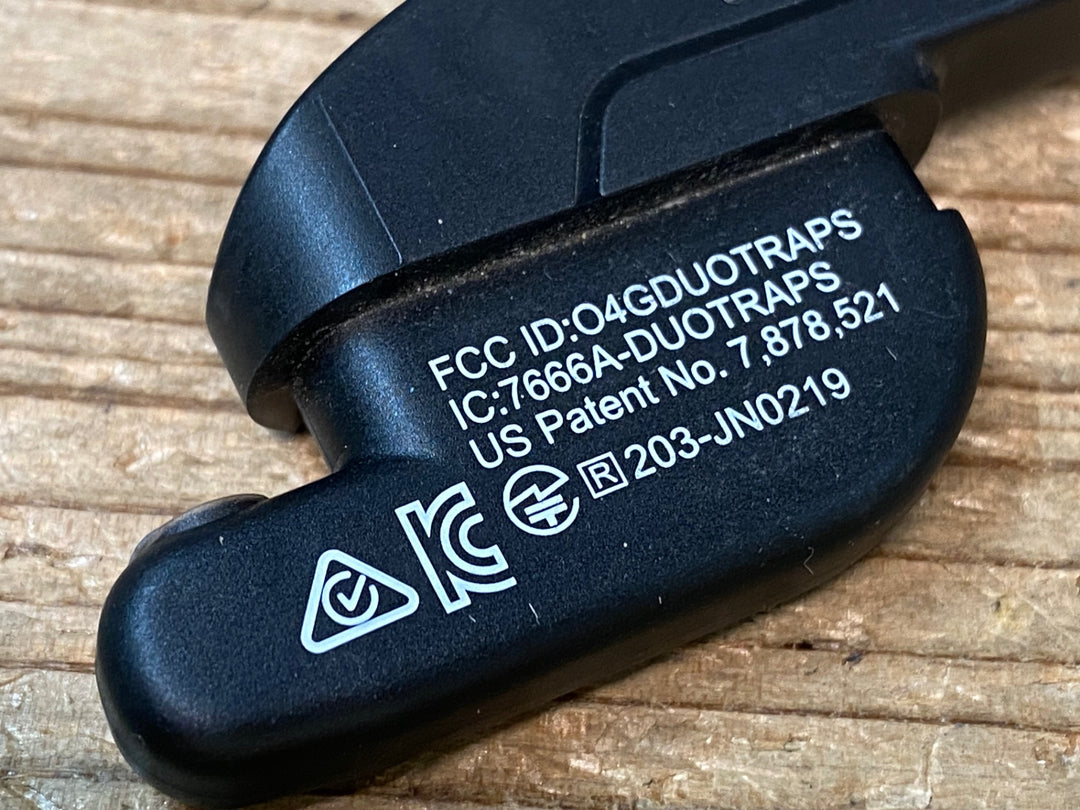 FCC ID:O4GDUOTRAPS
IC:7666A-DUOTRAPS
US Patent No. 7,878,521
R 203-JN0219